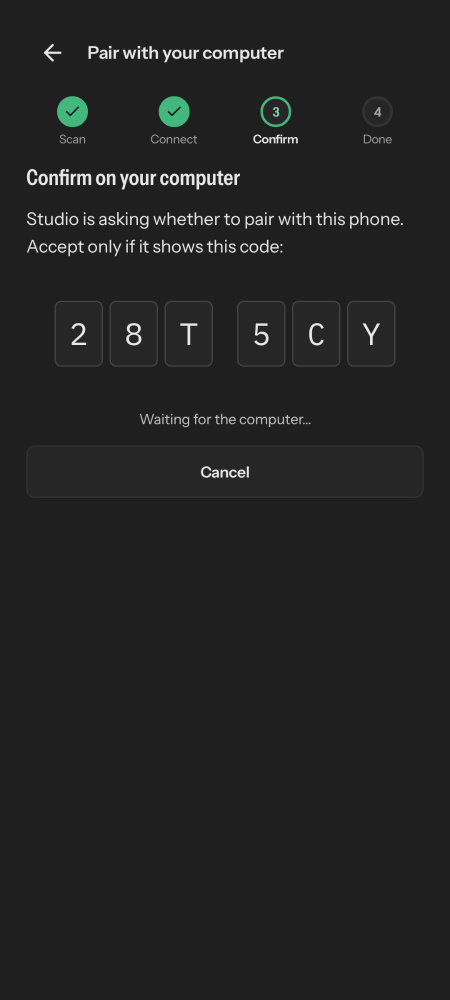 Pair with your computer
3
4
Scan
Connect
Confirm
Done
Confirm on your computer
Studio is asking whether to pair with this phone.
Accept only if it shows this code:
2 8 T 5 C Y
Waiting for the computer...
Cancel